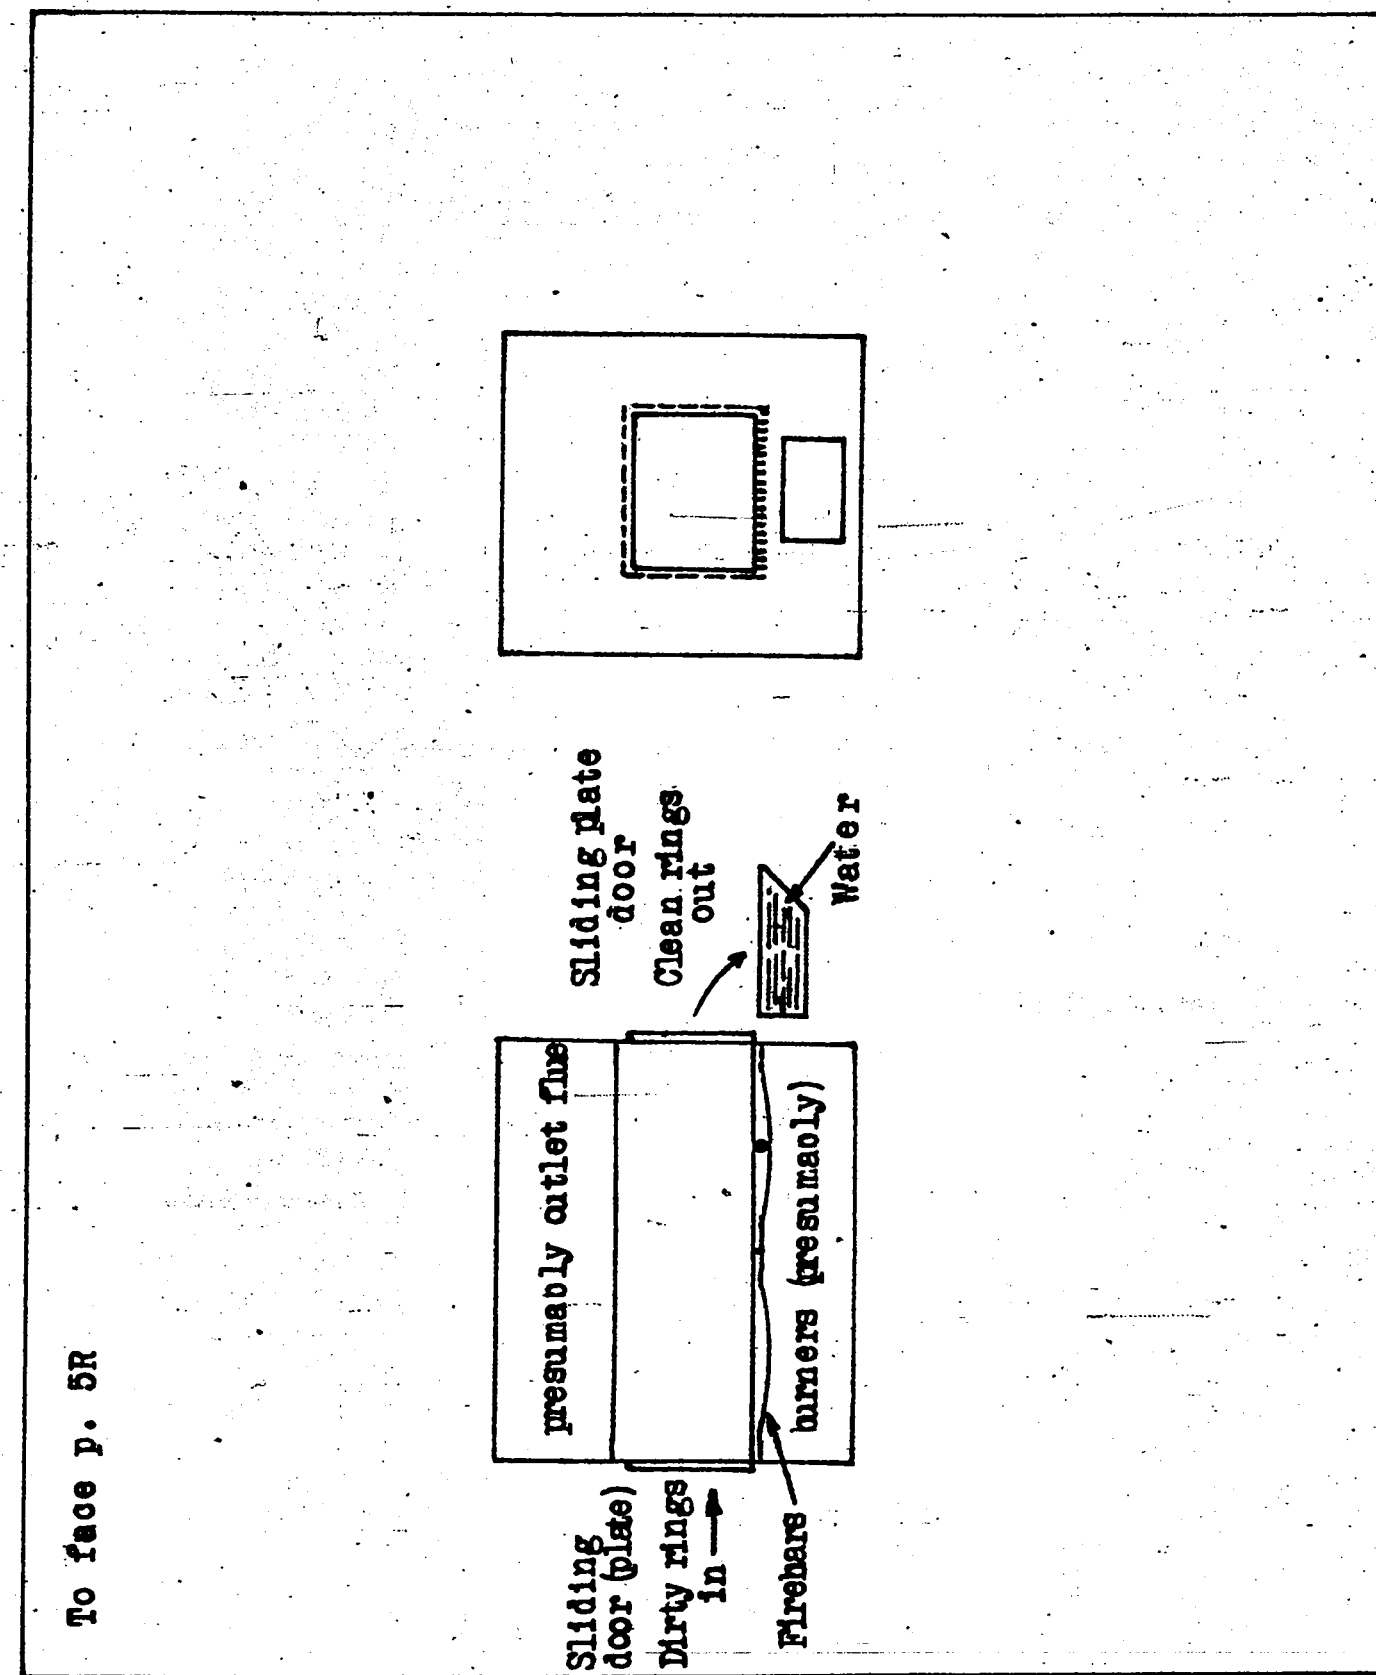 To face p. 5R
Sliding
door (plate)
Dirty rings
in
Firebars
presumably outlet flue
burners (presumably)
Sliding plate
door
Clean rings
out
Water